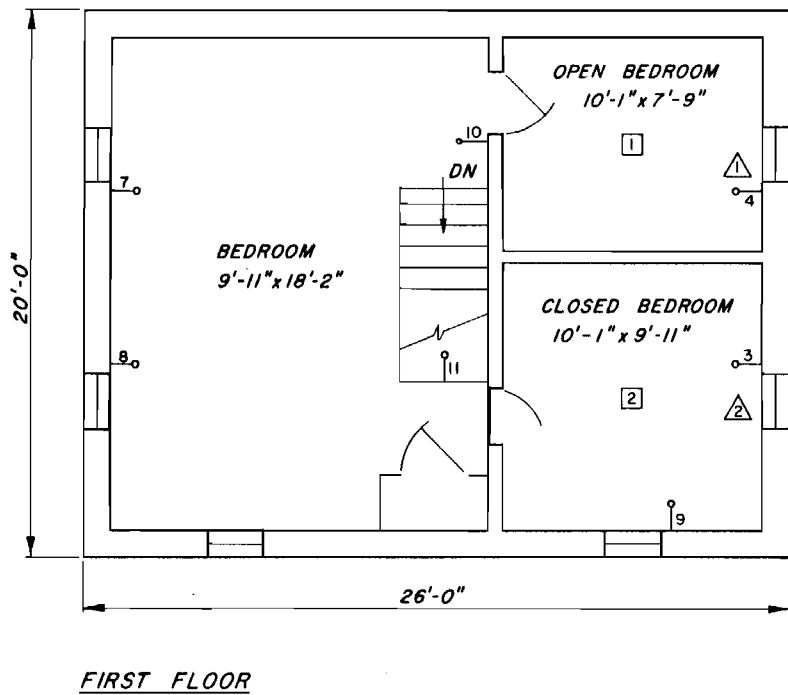 OPEN BEDROOM
10'-1" x 7'-9"
10
1
1
4
DN
7
BEDROOM
9'-11" x 18'-2"
20'-0"
CLOSED BEDROOM
10'-1" x 9'-11"
8
11
3
2
2
9
26'-0"
FIRST FLOOR